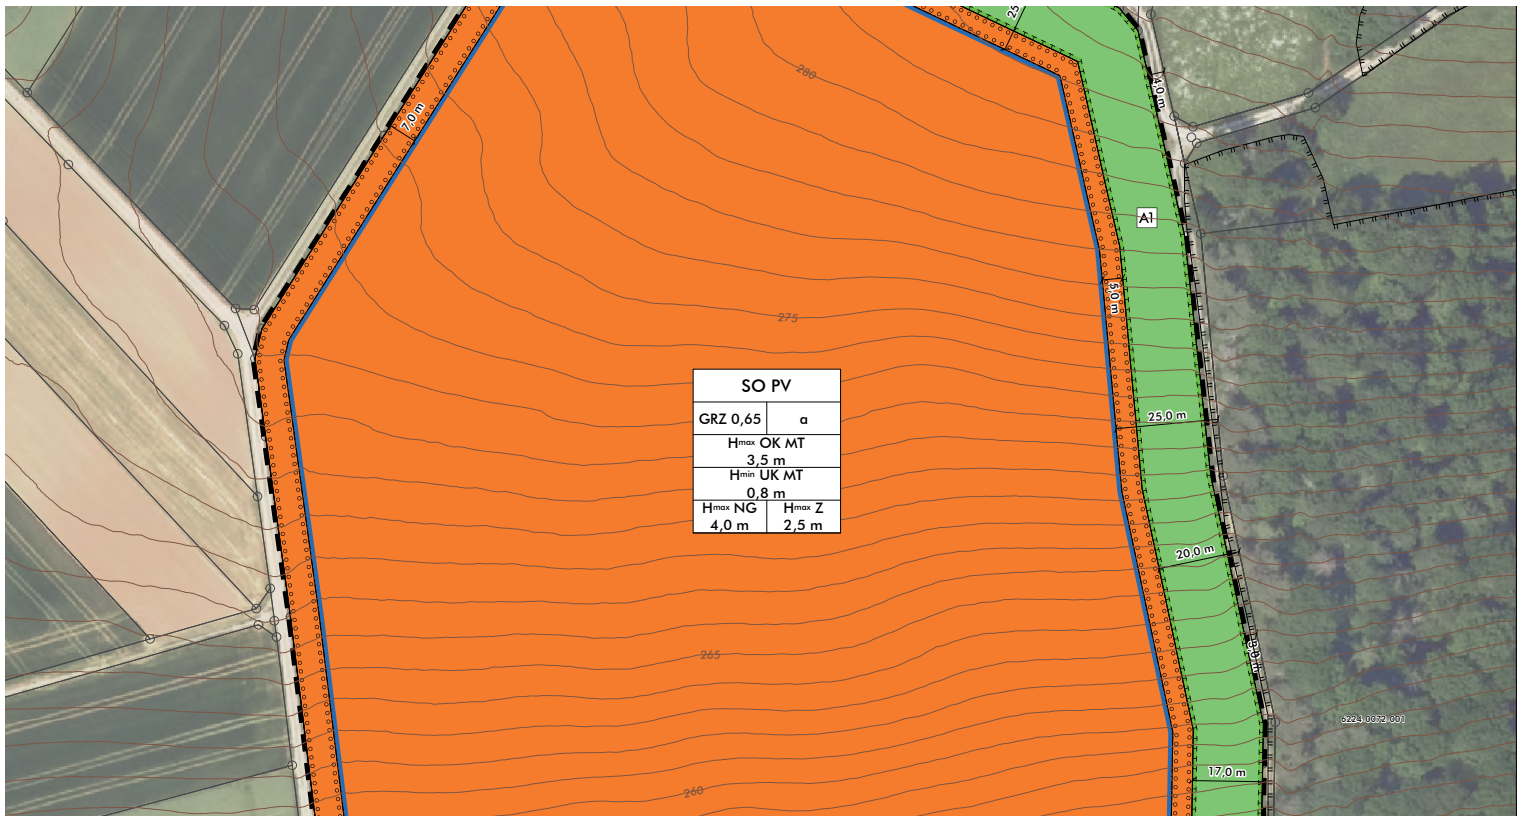 25
280
4,0 m
7,0 m
A1
5,0 m
275
SO PV
GRZ 0,65 a
Hmax OK MT
3,5 m
Hmin UK MT
0,8 m
Hmax NG Hmax Z
4,0 m 2,5 m
25,0 m
20,0 m
265
6224-0072-001
17,0 m
260